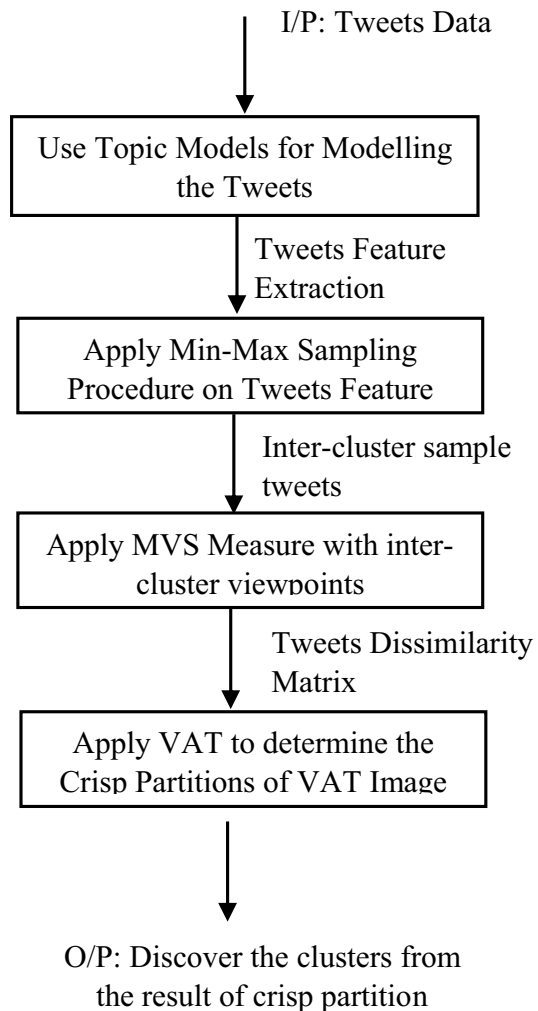 I/P: Tweets Data
Use Topic Models for Modelling
the Tweets
Tweets Feature
Extraction
Apply Min-Max Sampling
Procedure on Tweets Feature
Inter-cluster sample
tweets
Apply MVS Measure with inter-
cluster viewpoints
Tweets Dissimilarity
Matrix
Apply VAT to determine the
Crisp Partitions of VAT Image
O/P: Discover the clusters from
the result of crisp partition